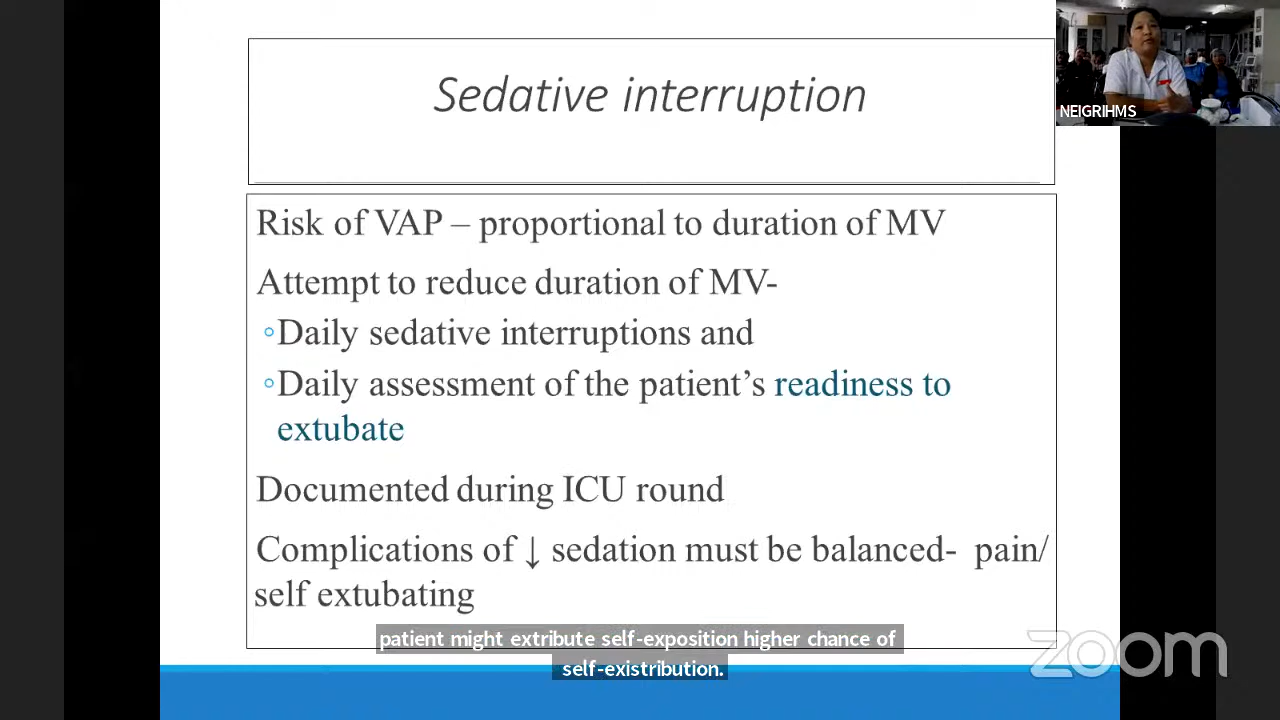 Sedative interruption
NEIGRIHMS
Risk of VAP – proportional to duration of MV
Attempt to reduce duration of MV-
◦Daily sedative interruptions and
◦Daily assessment of the patient’s readiness to
extubate
Documented during ICU round
Complications of ↓ sedation must be balanced- pain/
self extubating
patient might extribute self-exposition higher chance of
self-existribution.
zoom